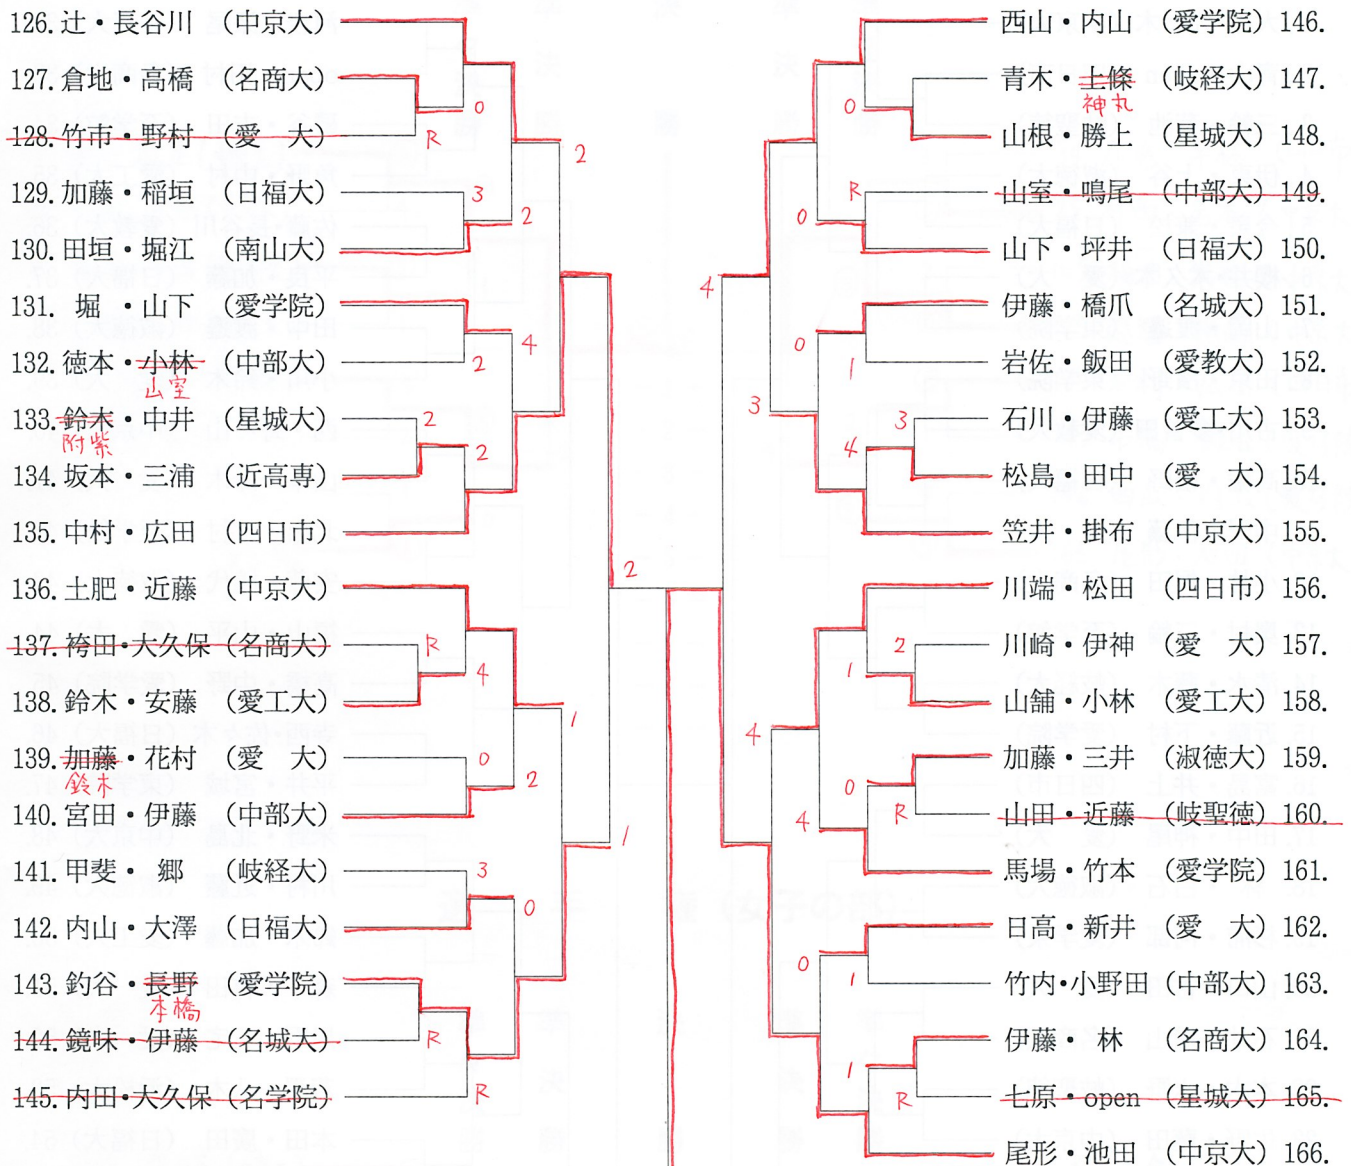 126. 辻・長谷川 (中京大)
127. 倉地・高橋 (名商大)
0
128. 竹市・野村 (愛 大)
R
2
129. 加藤・稲垣 (日福大)
3
2
130. 田垣・堀江 (南山大)
131. 堀 ・山下 (愛学院)
4
132. 徳本・小林 (中部大)
山室
2
133. 鈴木・中井 (星城大)
附柴
2
134. 坂本・三浦 (近高専)
2
135. 中村・広田 (四日市)
2
136. 土肥・近藤 (中京大)
137. 袴田・大久保 (名商大)
R
4
138. 鈴木・安藤 (愛工大)
1
139. 加藤・花村 (愛 大)
鈴木
0
2
140. 宮田・伊藤 (中部大)
1
141. 甲斐・ 郷 (岐経大)
3
0
142. 内山・大澤 (日福大)
143. 釣谷・長野 (愛学院)
本橋
144. 鏡味・伊藤 (名城大)
R
145. 内田・大久保 (名学院)
R
西山・内山 (愛学院) 146.
青木・上條 (岐経大) 147.
神丸
0
山根・勝上 (星城大) 148.
R
山室・鳴尾 (中部大) 149.
0
山下・坪井 (日福大) 150.
4
伊藤・橋爪 (名城大) 151.
0
1
岩佐・飯田 (愛教大) 152.
3
3
石川・伊藤 (愛工大) 153.
4
松島・田中 (愛 大) 154.
笠井・掛布 (中京大) 155.
川端・松田 (四日市) 156.
2
川崎・伊神 (愛 大) 157.
1
山舗・小林 (愛工大) 158.
4
加藤・三井 (淑徳大) 159.
0
R
山田・近藤 (岐聖徳) 160.
4
馬場・竹本 (愛学院) 161.
日高・新井 (愛 大) 162.
0
1
竹内・小野田 (中部大) 163.
伊藤・ 林 (名商大) 164.
1
R
七原・open (星城大) 165.
尾形・池田 (中京大) 166.